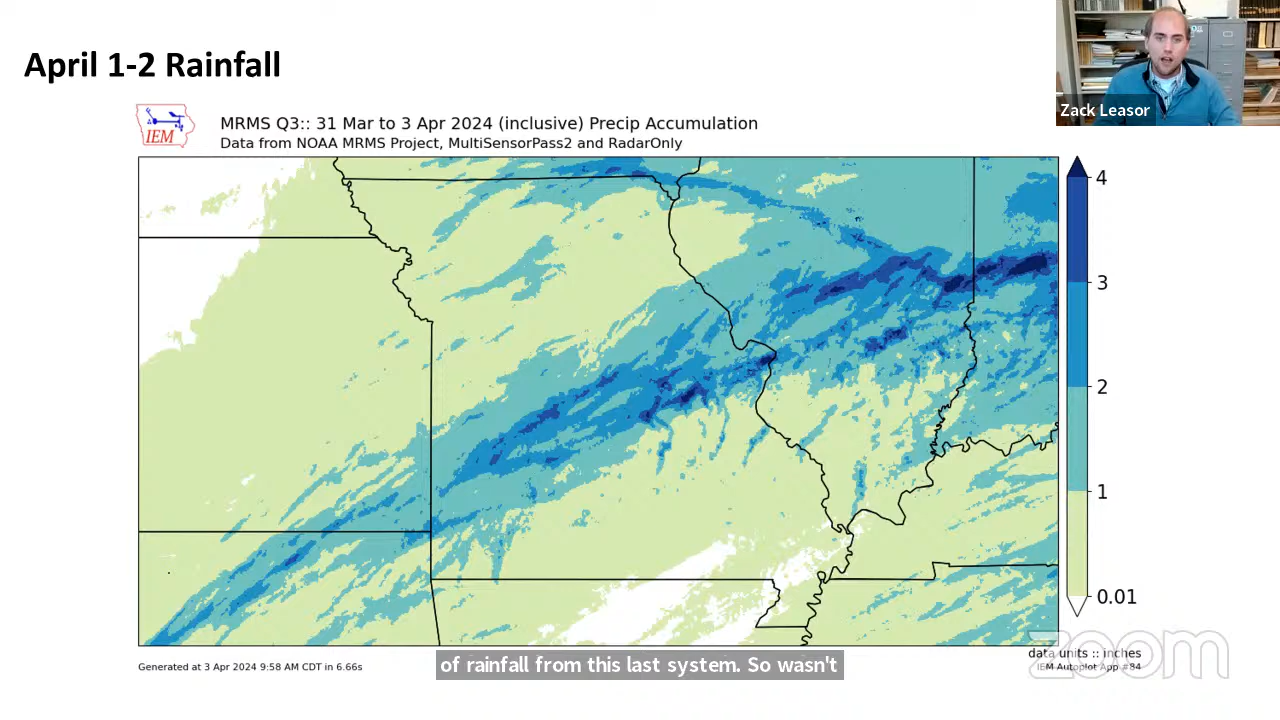 April 1-2 Rainfall
Zack Leasor
IEM
MRMS Q3:: 31 Mar to 3 Apr 2024 (inclusive) Precip Accumulation
Data from NOAA MRMS Project, MultiSensorPass2 and RadarOnly
4
3
2
1
0.01
data units :: inches
IEM Autoplot App #84
Generated at 3 Apr 2024 9:58 AM CDT in 6.66s
of rainfall from this last system. So wasn't
zoom